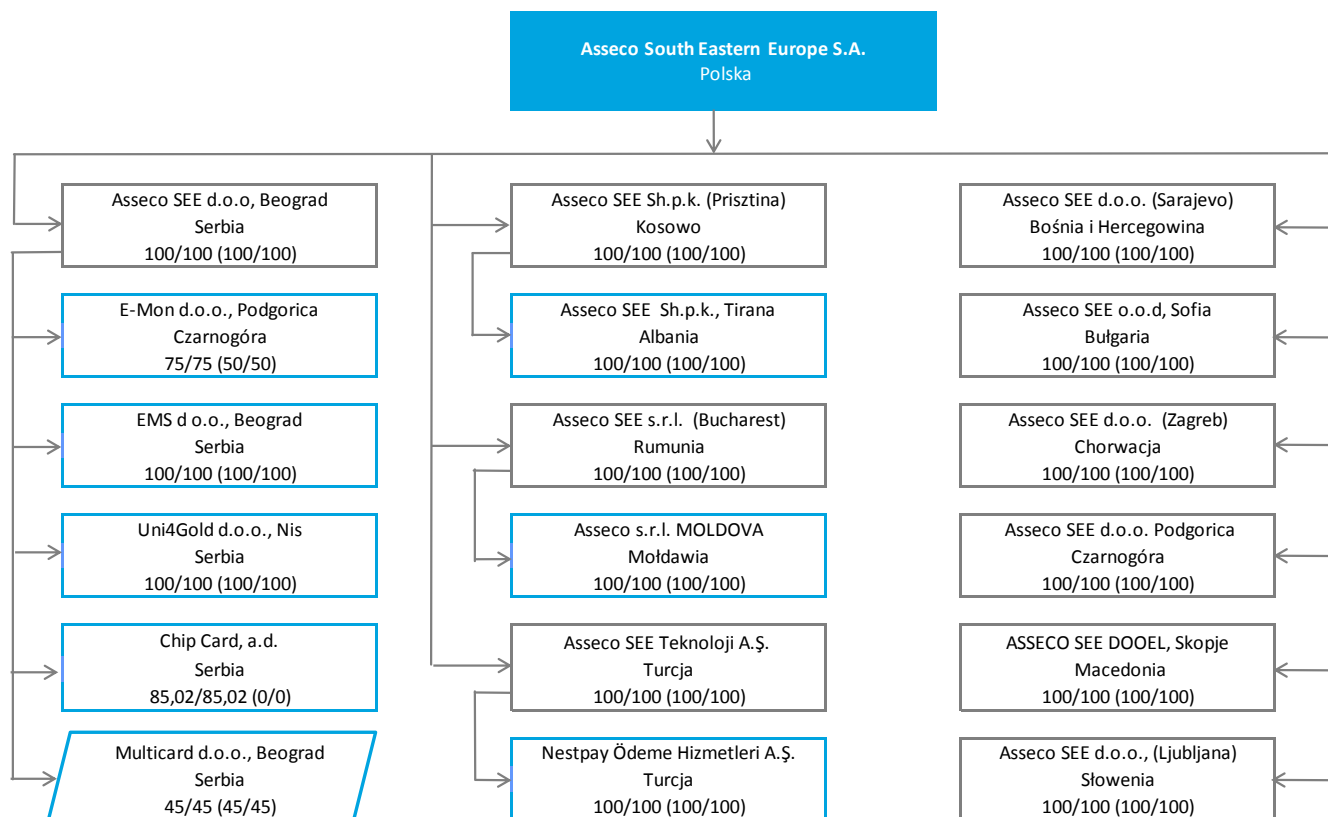 Asseco South Eastern Europe S.A.
Polska
Asseco SEE d.o.o, Beograd
Serbia
100/100 (100/100)
E-Mon d.o.o., Podgorica
Czarnogóra
75/75 (50/50)
EMS d o.o., Beograd
Serbia
100/100 (100/100)
Uni4Gold d.o.o., Nis
Serbia
100/100 (100/100)
Chip Card, a.d.
Serbia
85,02/85,02 (0/0)
Multicard d.o.o., Beograd
Serbia
45/45 (45/45)
Asseco SEE Sh.p.k. (Prisztina)
Kosowo
100/100 (100/100)
Asseco SEE Sh.p.k., Tirana
Albania
100/100 (100/100)
Asseco SEE s.r.l. (Bucharest)
Rumunia
100/100 (100/100)
Asseco s.r.l. MOLDOVA
Mołdawia
100/100 (100/100)
Asseco SEE Teknoloji A.Ş.
Turcja
100/100 (100/100)
Nestpay Ödeme Hizmetleri A.Ş.
Turcja
100/100 (100/100)
Asseco SEE d.o.o. (Sarajevo)
Bośnia i Hercegowina
100/100 (100/100)
Asseco SEE o.o.d, Sofia
Bułgaria
100/100 (100/100)
Asseco SEE d.o.o. (Zagreb)
Chorwacja
100/100 (100/100)
Asseco SEE d.o.o. Podgorica
Czarnogóra
100/100 (100/100)
ASSECO SEE DOOEL, Skopje
Macedonia
100/100 (100/100)
Asseco SEE d.o.o., (Ljubljana)
Słowenia
100/100 (100/100)